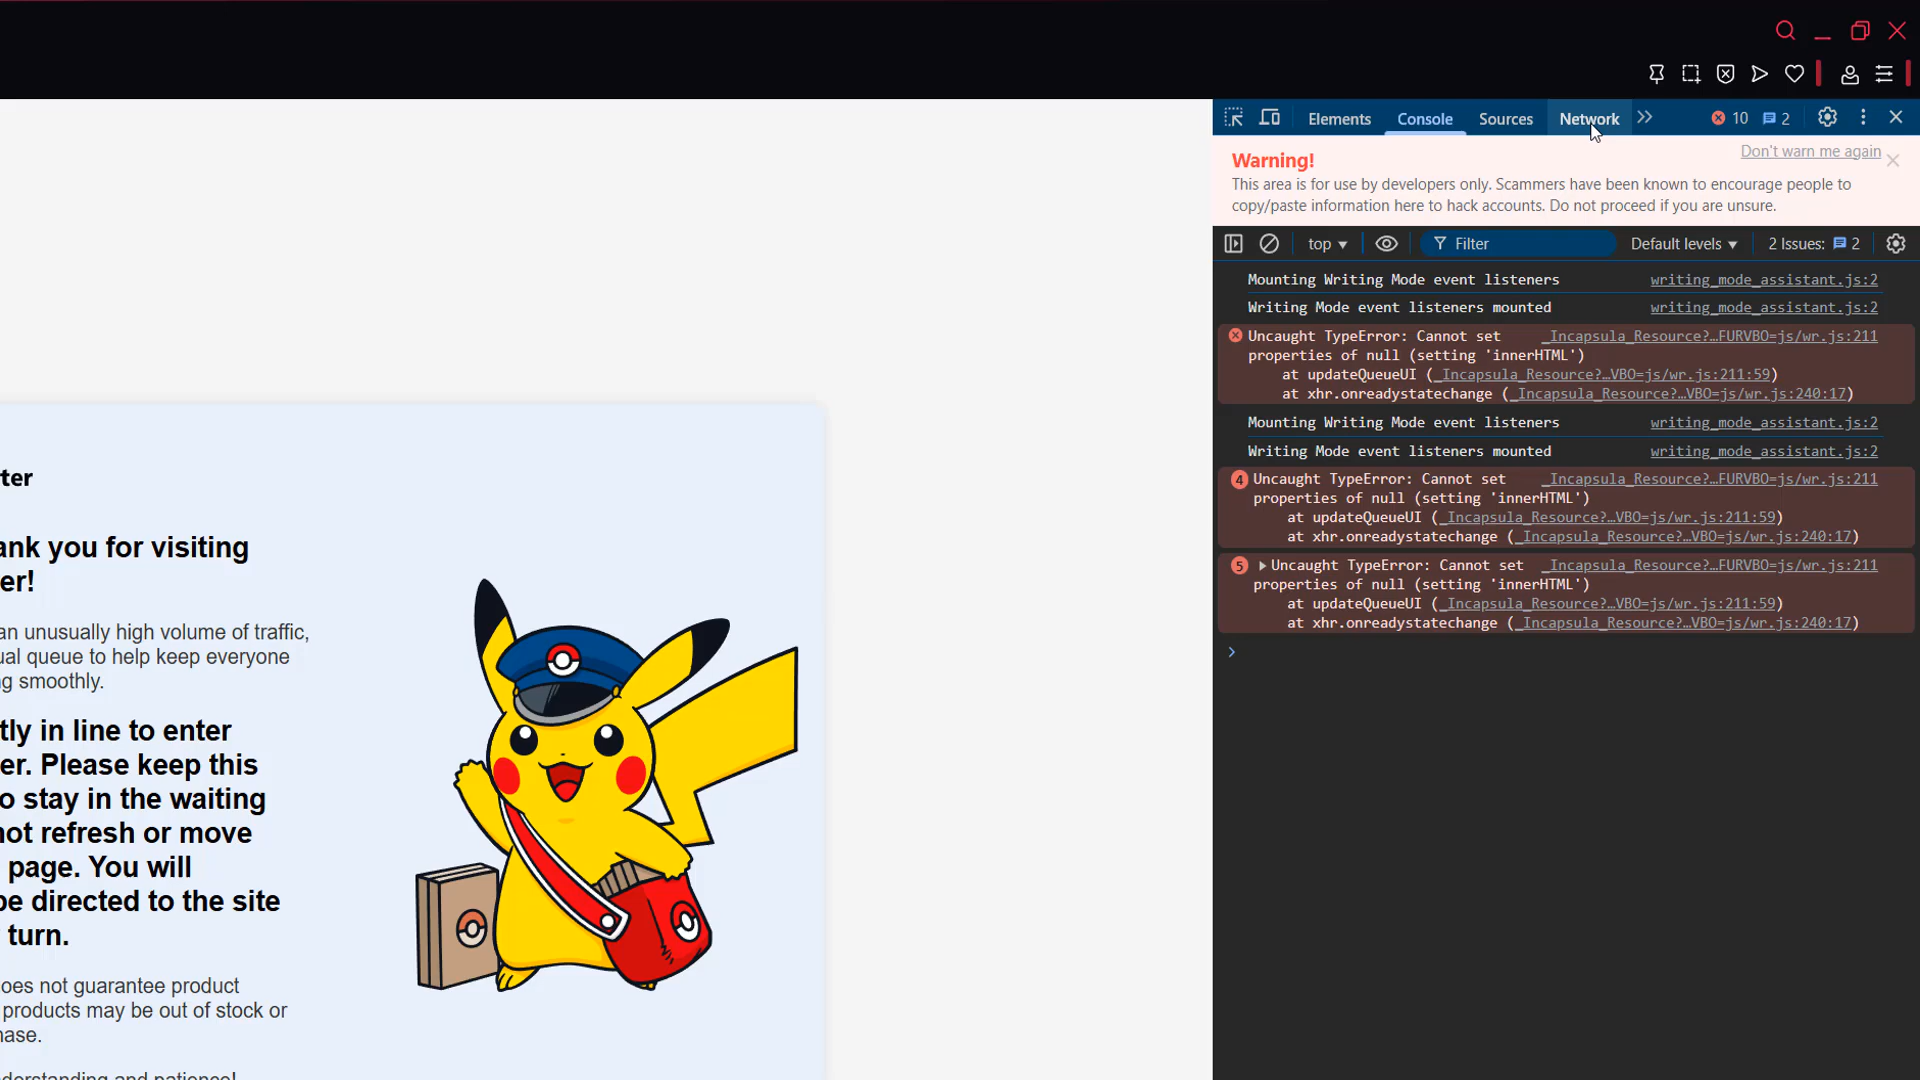 ter
ank you for visiting
er!
an unusually high volume of traffic,
ual queue to help keep everyone
ng smoothly.
tly in line to enter
er. Please keep this
o stay in the waiting
not refresh or move
page. You will
be directed to the site
turn.
oes not guarantee product
products may be out of stock or
hase.
derstanding and patience!
Elements Console Sources Network 10 2
Warning! Don't warn me again
This area is for use by developers only. Scammers have been known to encourage people to
copy/paste information here to hack accounts. Do not proceed if you are unsure.
top Filter Default levels 2 Issues: 2
Mounting Writing Mode event listeners writing_mode_assistant.js:2
Writing Mode event listeners mounted writing_mode_assistant.js:2
Uncaught TypeError: Cannot set _Incapsula_Resource?…FURVBO=js/wr.js:211
properties of null (setting 'innerHTML')
at updateQueueUI (_Incapsula_Resource?…VBO=js/wr.js:211:59)
at xhr.onreadystatechange (_Incapsula_Resource?…VBO=js/wr.js:240:17)
Mounting Writing Mode event listeners writing_mode_assistant.js:2
Writing Mode event listeners mounted writing_mode_assistant.js:2
4 Uncaught TypeError: Cannot set _Incapsula_Resource?…FURVBO=js/wr.js:211
properties of null (setting 'innerHTML')
at updateQueueUI (_Incapsula_Resource?…VBO=js/wr.js:211:59)
at xhr.onreadystatechange (_Incapsula_Resource?…VBO=js/wr.js:240:17)
5 Uncaught TypeError: Cannot set _Incapsula_Resource?…FURVBO=js/wr.js:211
properties of null (setting 'innerHTML')
at updateQueueUI (_Incapsula_Resource?…VBO=js/wr.js:211:59)
at xhr.onreadystatechange (_Incapsula_Resource?…VBO=js/wr.js:240:17)